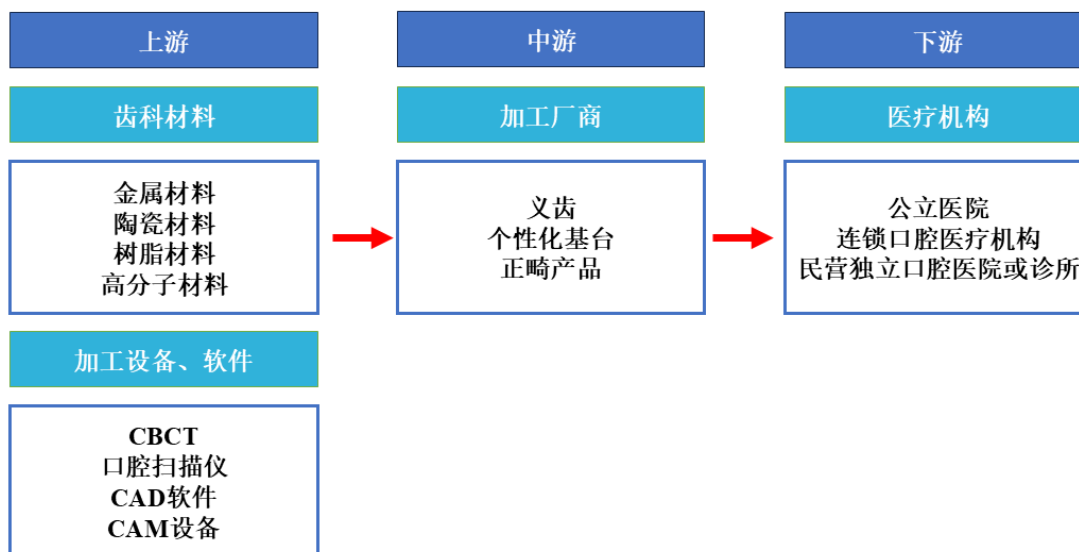 上游
齿科材料
金属材料
陶瓷材料
树脂材料
高分子材料
加工设备、软件
CBCT
口腔扫描仪
CAD软件
CAM设备
中游
加工厂商
义齿
个性化基台
正畸产品
下游
医疗机构
公立医院
连锁口腔医疗机构
民营独立口腔医院或诊所